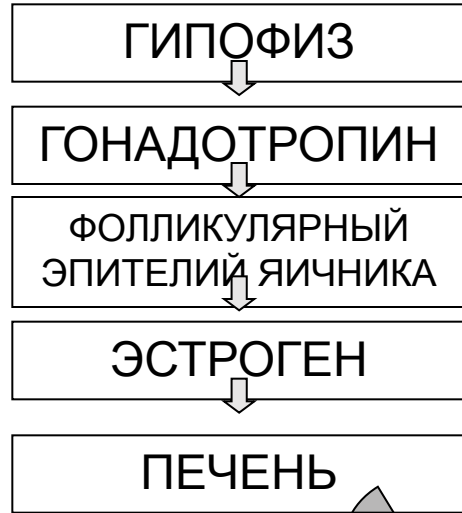 ГИПОФИЗ
ГОНАДОТРОПИН
ФОЛЛИКУЛЯРНЫЙ
ЭПИТЕЛИЙ ЯИЧНИКА
ЭСТРОГЕН
ПЕЧЕНЬ